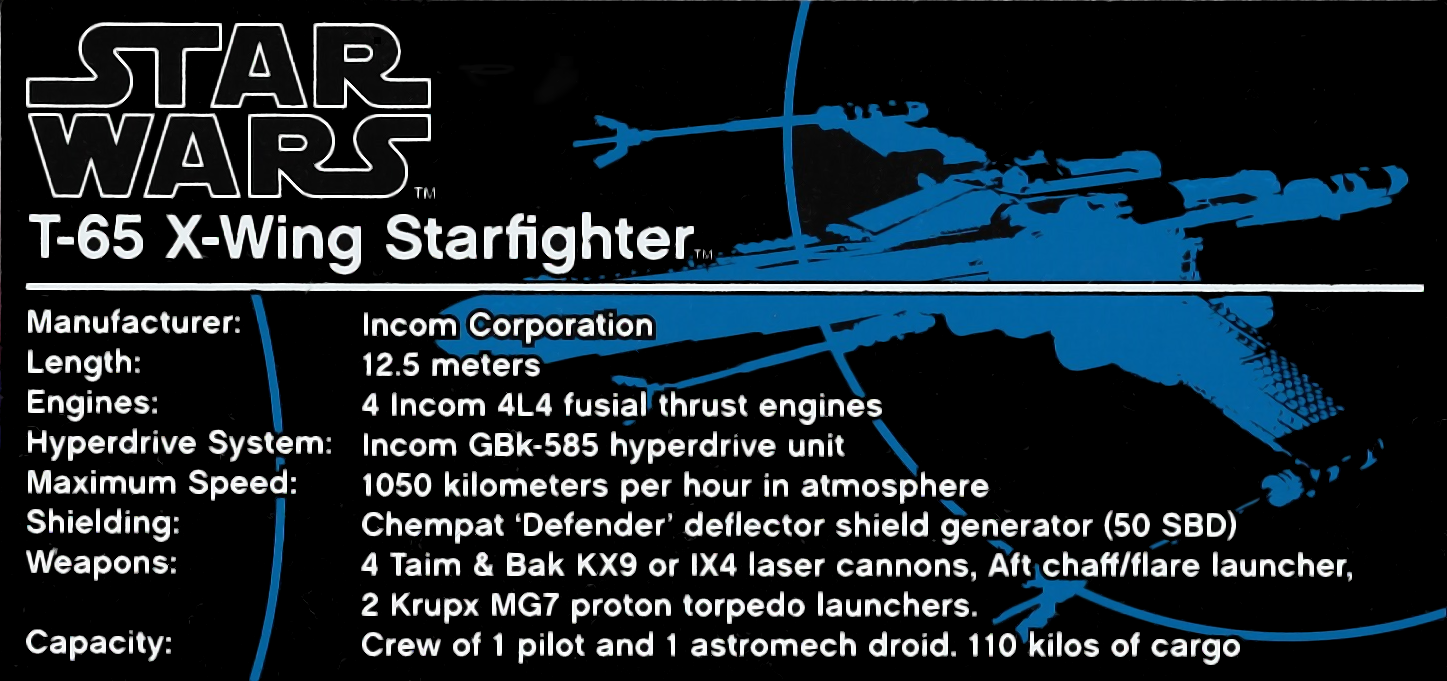 STAR
WARS™
T-65 X-Wing Starfighter™
Manufacturer: Incom Corporation
Length: 12.5 meters
Engines: 4 Incom 4L4 fusial thrust engines
Hyperdrive System: Incom GBk-585 hyperdrive unit
Maximum Speed: 1050 kilometers per hour in atmosphere
Shielding: Chempat ‘Defender’ deflector shield generator (50 SBD)
Weapons: 4 Taim & Bak KX9 or IX4 laser cannons, Aft chaff/flare launcher,
2 Krupx MG7 proton torpedo launchers.
Capacity: Crew of 1 pilot and 1 astromech droid. 110 kilos of cargo